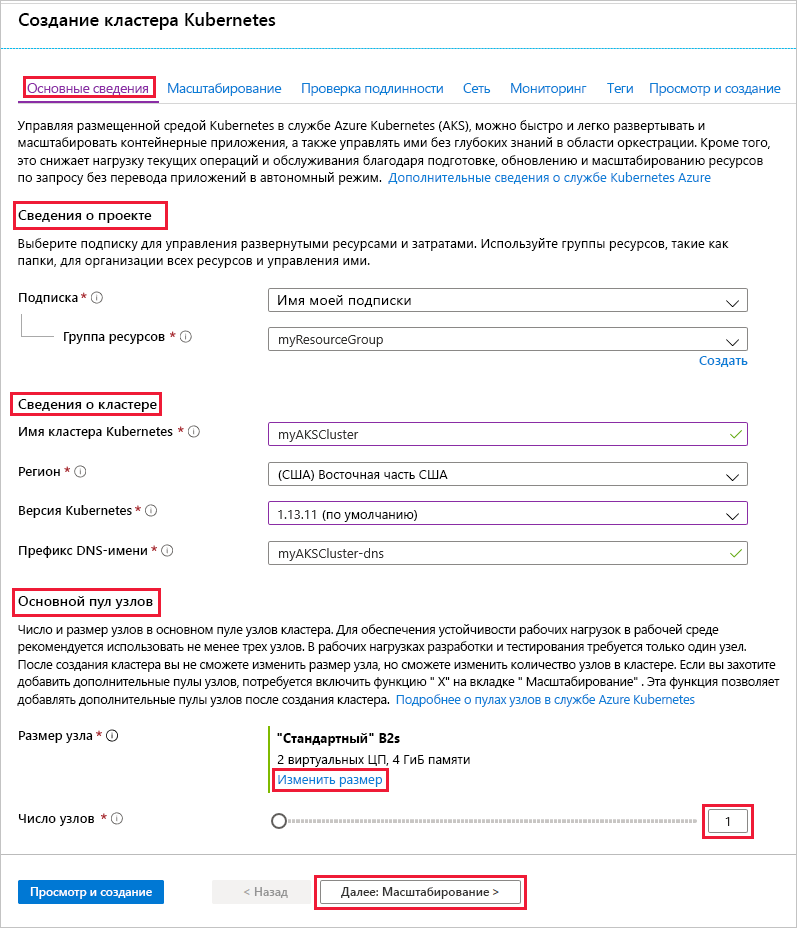 Создание кластера Kubernetes
Основные сведения Масштабирование Проверка подлинности Сеть Мониторинг Теги Просмотр и создание
Управляя размещенной средой Kubernetes в службе Azure Kubernetes (AKS), можно быстро и легко развертывать и
масштабировать контейнерные приложения, а также управлять ими без глубоких знаний в области оркестрации. Кроме того,
это снижает нагрузку текущих операций и обслуживания благодаря подготовке, обновлению и масштабированию ресурсов
по запросу без перевода приложений в автономный режим. Дополнительные сведения о службе Kubernetes Azure
Сведения о проекте
Выберите подписку для управления развернутыми ресурсами и затратами. Используйте группы ресурсов, такие как
папки, для организации всех ресурсов и управления ими.
Подписка * Имя моей подписки
Группа ресурсов * myResourceGroup
Создать
Сведения о кластере
Имя кластера Kubernetes * myAKSCluster
Регион * (США) Восточная часть США
Версия Kubernetes * 1.13.11 (по умолчанию)
Префикс DNS-имени * myAKSCluster-dns
Основной пул узлов
Число и размер узлов в основном пуле узлов кластера. Для обеспечения устойчивости рабочих нагрузок в рабочей среде
рекомендуется использовать не менее трех узлов. В рабочих нагрузках разработки и тестирования требуется только один узел.
После создания кластера вы не сможете изменить размер узла, но сможете изменить количество узлов в кластере. Если вы захотите
добавить дополнительные пулы узлов, потребуется включить функцию " X" на вкладке " Масштабирование" . Эта функция позволяет
добавлять дополнительные пулы узлов после создания кластера. Подробнее о пулах узлов в службе Azure Kubernetes
Размер узла * "Стандартный" B2s
2 виртуальных ЦП, 4 ГиБ памяти
Изменить размер
Число узлов * 1
Просмотр и создание < Назад Далее: Масштабирование >